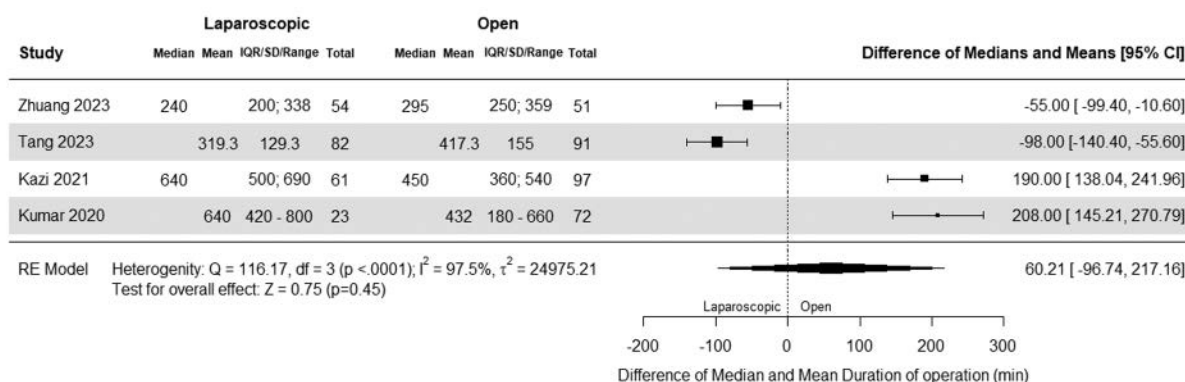 Laparoscopic Open
Study Median Mean IQR/SD/Range Total Median Mean IQR/SD/Range Total Difference of Medians and Means [95% CI]
Zhuang 2023 240 200; 338 54 295 250; 359 51 -55.00 [ -99.40, -10.60]
Tang 2023 319.3 129.3 82 417.3 155 91 -98.00 [-140.40, -55.60]
Kazi 2021 640 500; 690 61 450 360; 540 97 190.00 [ 138.04, 241.96]
Kumar 2020 640 420 - 800 23 432 180 - 660 72 208.00 [ 145.21, 270.79]
RE Model Heterogenity: Q = 116.17, df = 3 (p <.0001); I² = 97.5%, τ² = 24975.21 60.21 [ -96.74, 217.16]
Test for overall effect: Z = 0.75 (p=0.45)
Laparoscopic Open
-200 -100 0 100 200 300
Difference of Median and Mean Duration of operation (min)